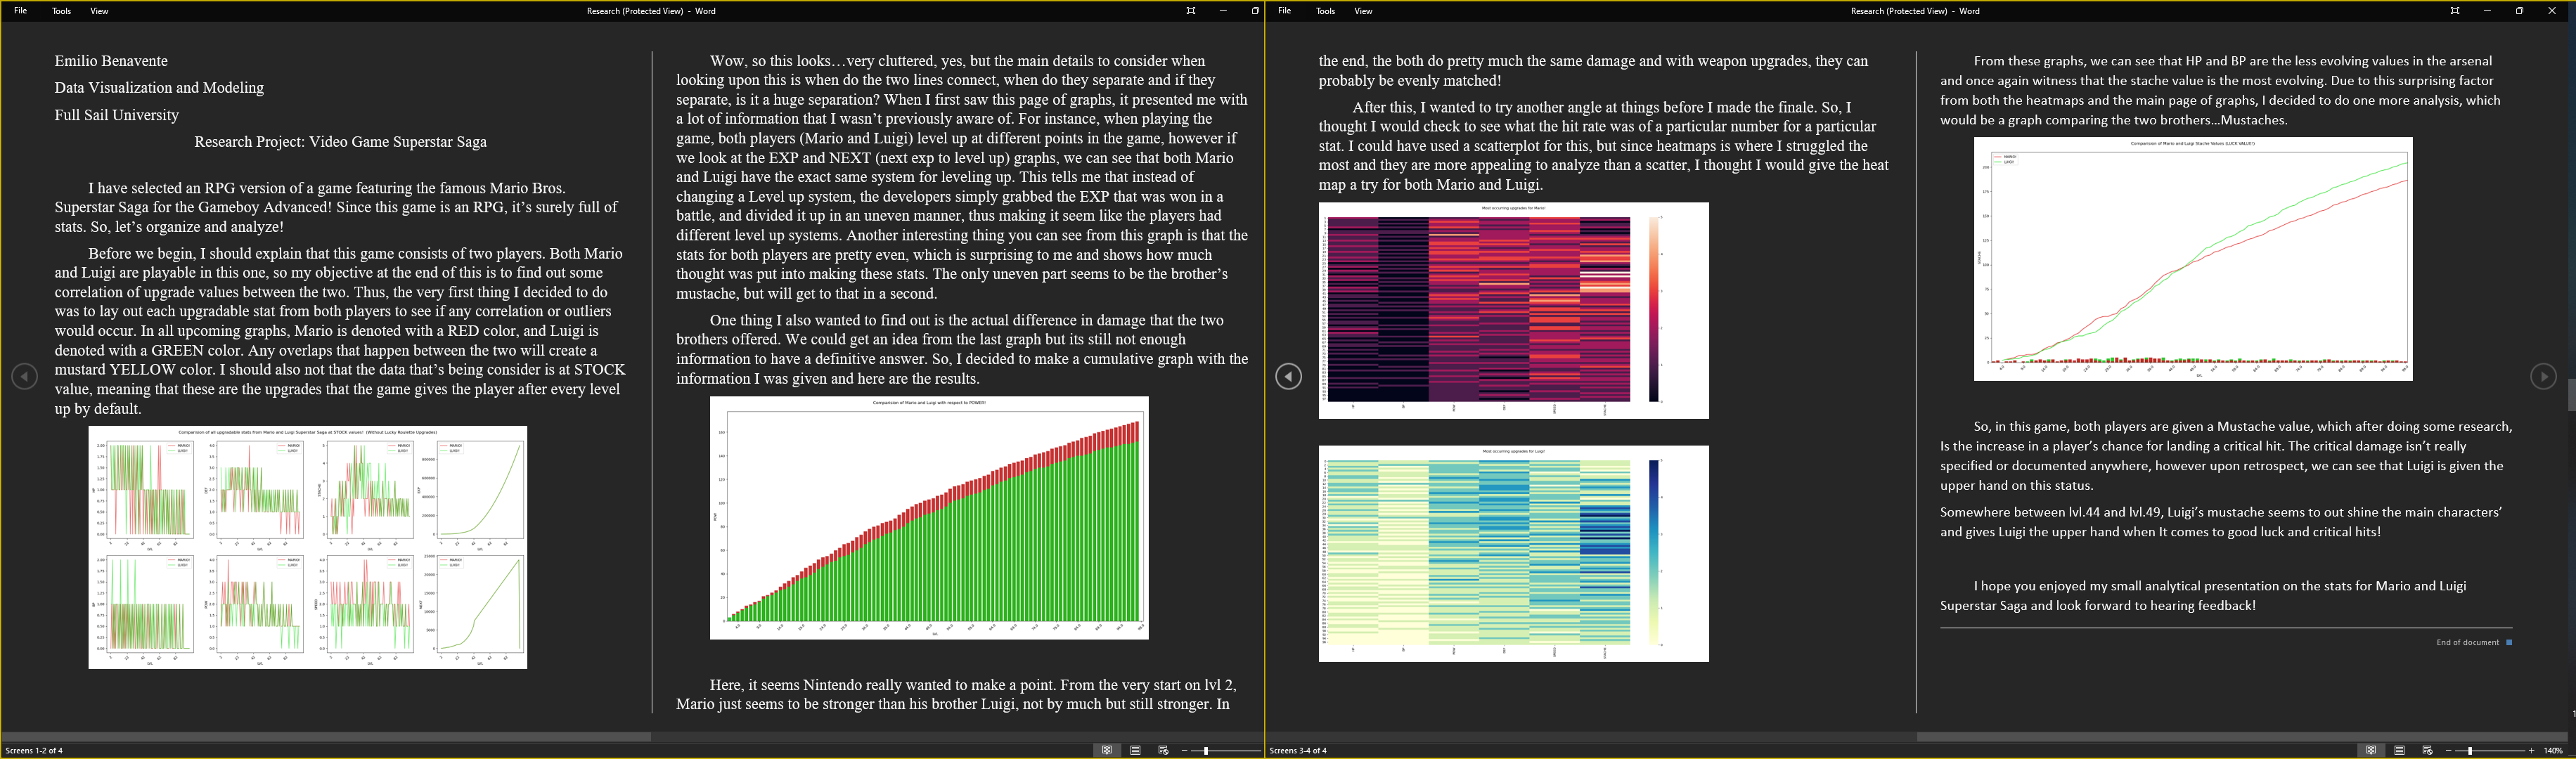 File Tools View Research (Protected View) - Word
Emilio Benavente
Data Visualization and Modeling
Full Sail University
Research Project: Video Game Superstar Saga
I have selected an RPG version of a game featuring the famous Mario Bros.
Superstar Saga for the Gameboy Advanced! Since this game is an RPG, it's surely full of
stats. So, let's organize and analyze!
Before we begin, I should explain that this game consists of two players. Both Mario
and Luigi are playable in this one, so my objective at the end of this is to find out some
correlation of upgrade values between the two. Thus, the very first thing I decided to do
was to lay out each upgradable stat from both players to see if any correlation or outliers
would occur. In all upcoming graphs, Mario is denoted with a RED color, and Luigi is
denoted with a GREEN color. Any overlaps that happen between the two will create a
mustard YELLOW color. I should also not that the data that's being consider is at STOCK
value, meaning that these are the upgrades that the game gives the player after every level
up by default.
Comparison of all upgradable stats from Mario and Luigi Superstar Saga at STOCK values! (Without Lucky Roulette Upgrades)
Wow, so this looks…very cluttered, yes, but the main details to consider when
looking upon this is when do the two lines connect, when do they separate and if they
separate, is it a huge separation? When I first saw this page of graphs, it presented me with
a lot of information that I wasn't previously aware of. For instance, when playing the
game, both players (Mario and Luigi) level up at different points in the game, however if
we look at the EXP and NEXT (next exp to level up) graphs, we can see that both Mario
and Luigi have the exact same system for leveling up. This tells me that instead of
changing a Level up system, the developers simply grabbed the EXP that was won in a
battle, and divided it up in an uneven manner, thus making it seem like the players had
different level up systems. Another interesting thing you can see from this graph is that the
stats for both players are pretty even, which is surprising to me and shows how much
thought was put into making these stats. The only uneven part seems to be the brother's
mustache, but will get to that in a second.
One thing I also wanted to find out is the actual difference in damage that the two
brothers offered. We could get an idea from the last graph but its still not enough
information to have a definitive answer. So, I decided to make a cumulative graph with the
information I was given and here are the results.
Comparison of Mario and Luigi with respect to POWER!
Here, it seems Nintendo really wanted to make a point. From the very start on lvl 2,
Mario just seems to be stronger than his brother Luigi, not by much but still stronger. In
Screens 1-2 of 4
File Tools View Research (Protected View) - Word
the end, the both do pretty much the same damage and with weapon upgrades, they can
probably be evenly matched!
After this, I wanted to try another angle at things before I made the finale. So, I
thought I would check to see what the hit rate was of a particular number for a particular
stat. I could have used a scatterplot for this, but since heatmaps is where I struggled the
most and they are more appealing to analyze than a scatter, I thought I would give the heat
map a try for both Mario and Luigi.
Most occurring upgrades for Mario!
Most occurring upgrades for Luigi!
From these graphs, we can see that HP and BP are the less evolving values in the arsenal
and once again witness that the stache value is the most evolving. Due to this surprising factor
from both the heatmaps and the main page of graphs, I decided to do one more analysis, which
would be a graph comparing the two brothers…Mustaches.
Comparison of Mario and Luigi Stache Values (LUCK VALUE!)
So, in this game, both players are given a Mustache value, which after doing some research,
Is the increase in a player's chance for landing a critical hit. The critical damage isn't really
specified or documented anywhere, however upon retrospect, we can see that Luigi is given the
upper hand on this status.
Somewhere between lvl.44 and lvl.49, Luigi's mustache seems to out shine the main characters'
and gives Luigi the upper hand when It comes to good luck and critical hits!
I hope you enjoyed my small analytical presentation on the stats for Mario and Luigi
Superstar Saga and look forward to hearing feedback!
End of document
Screens 3-4 of 4
140%